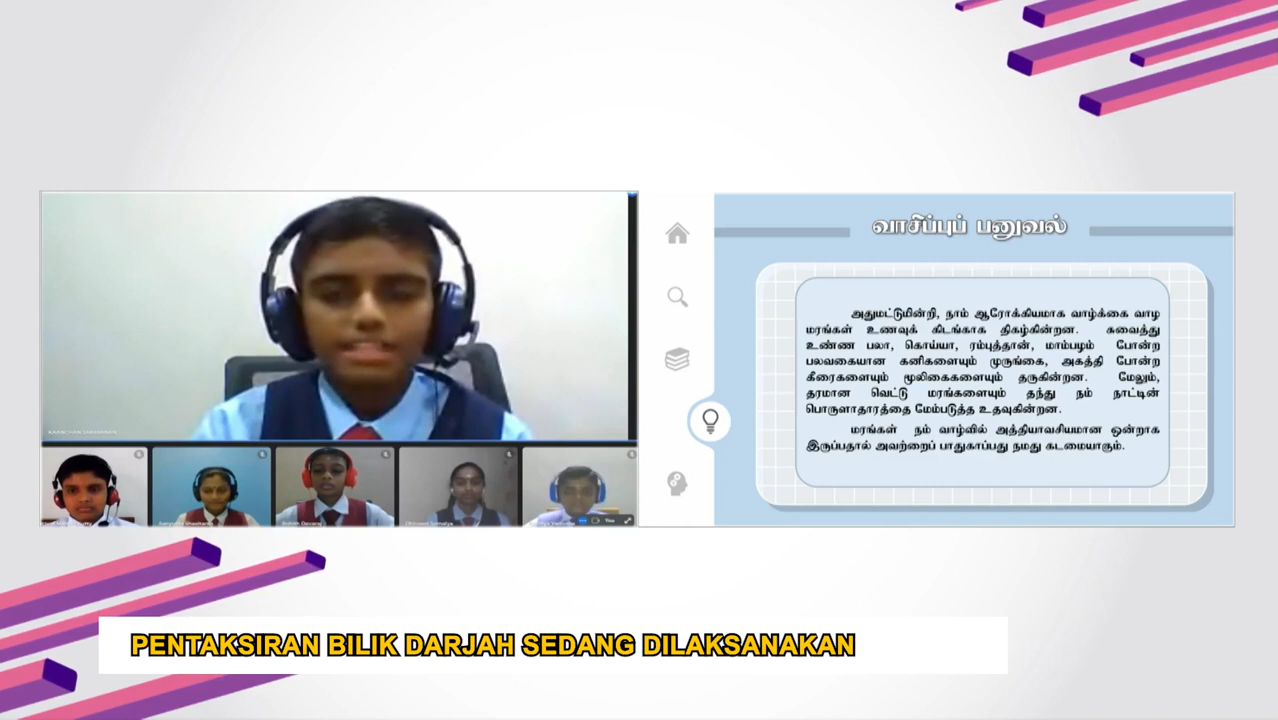 வாசிப்புப் பனுவல்
அதுமட்டுமின்றி, நாம் ஆரோக்கியமாக வாழ்க்கை வாழ
மரங்கள் உணவுக் கிடங்காக திகழ்கின்றன. சுவைத்து
உண்ண பலா, கொய்யா, ரம்புத்தான், மாம்பழம் போன்ற
பலவகையான கனிகளையும் முருங்கை, அகத்தி போன்ற
கீரைகளையும் மூலிகைகளையும் தருகின்றன. மேலும்,
தரமான வெட்டு மரங்களையும் தந்து நம் நாட்டின்
பொருளாதாரத்தை மேம்படுத்த உதவுகின்றன.
மரங்கள் நம் வாழ்வில் அத்தியாவசியமான ஒன்றாக
இருப்பதால் அவற்றைப் பாதுகாப்பது நமது கடமையாகும்.
You
PENTAKSIRAN BILIK DARJAH SEDANG DILAKSANAKAN